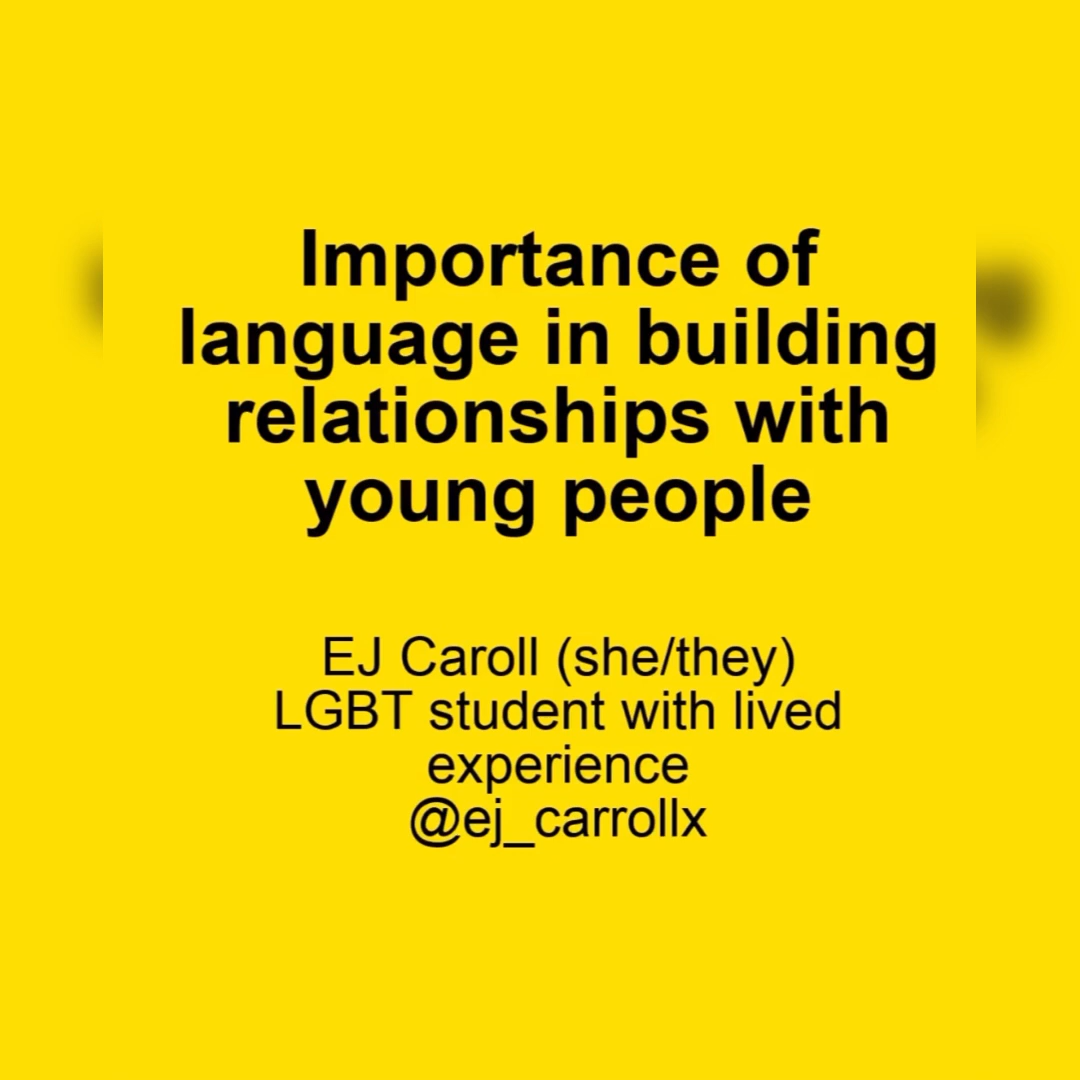 Importance of
language in building
relationships with
young people
EJ Caroll (she/they)
LGBT student with lived
experience
@ej_carrollx